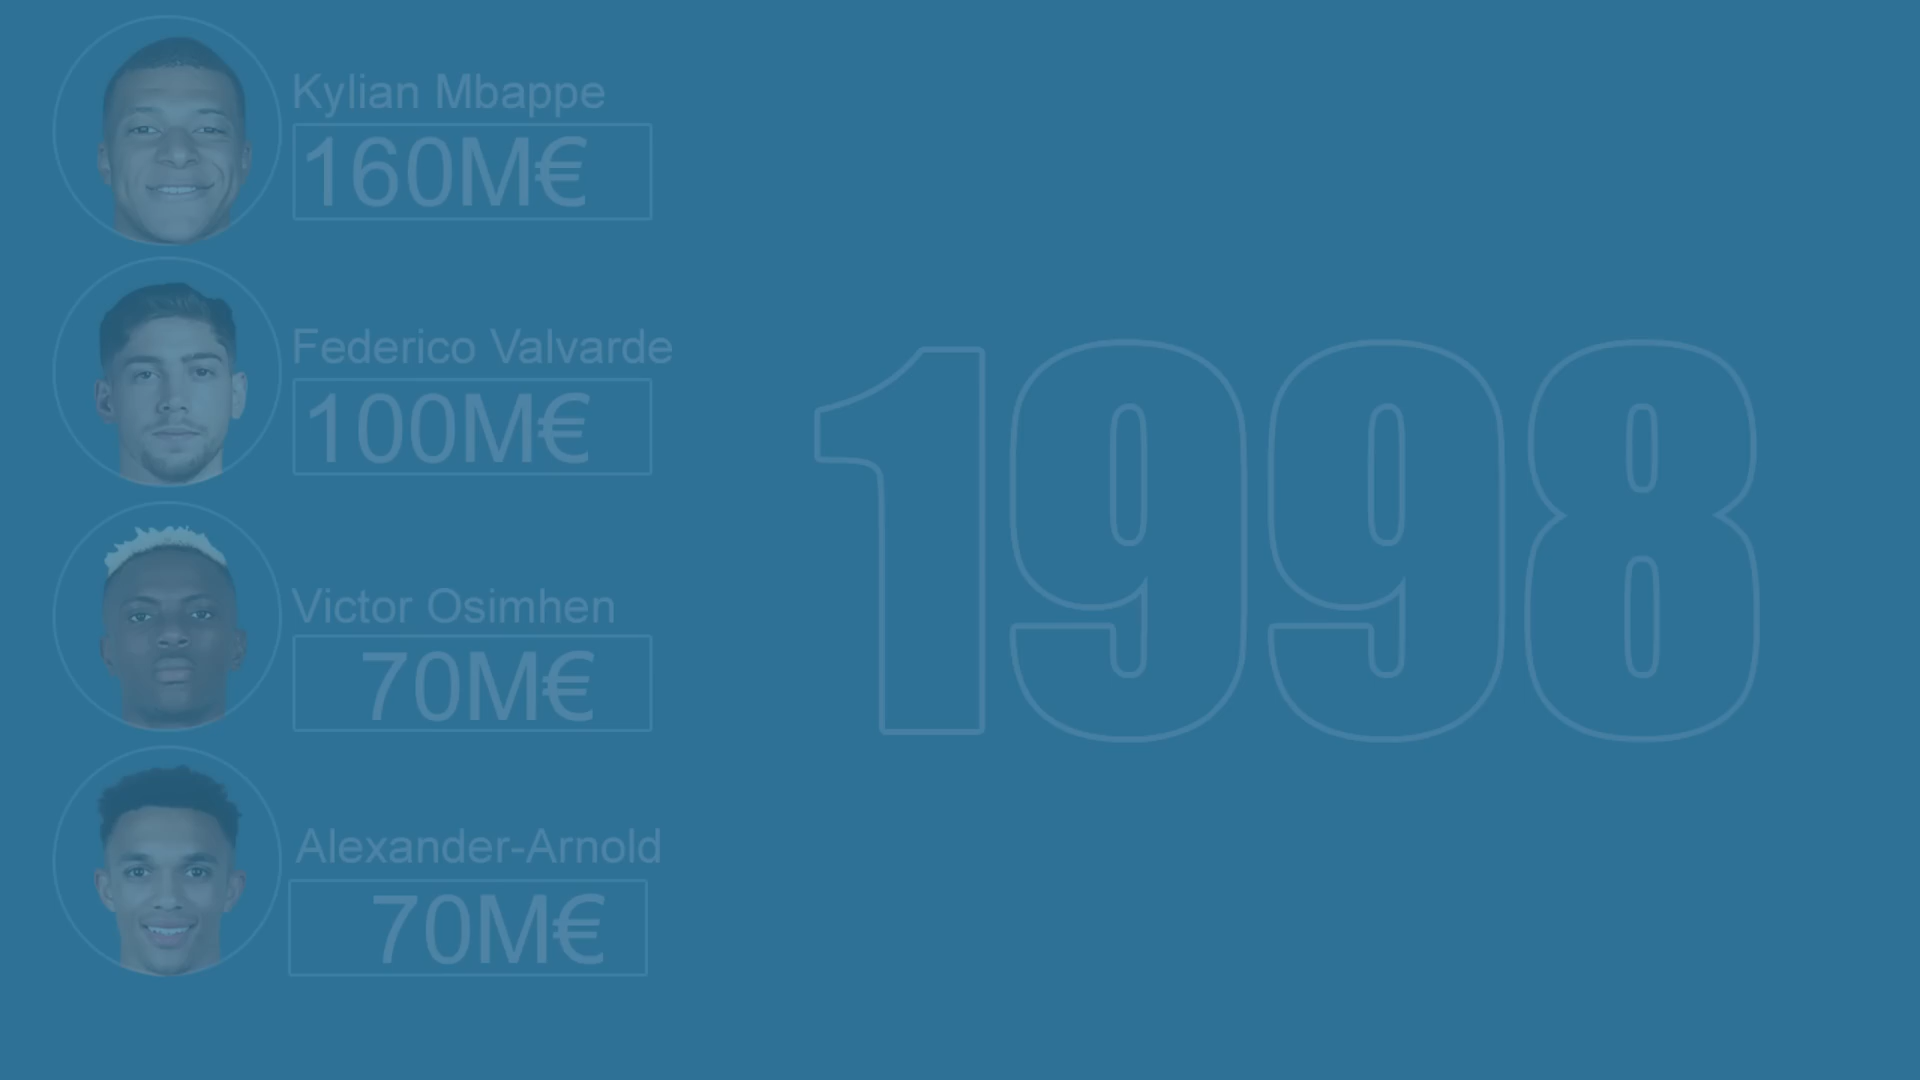 Kylian Mbappe
160M€
Federico Valvarde
100M€
Victor Osimhen
70M€
Alexander-Arnold
70M€
1998